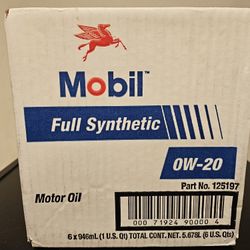 Mobil™
Full Synthetic
0W-20
Part No. 125197
Motor Oil
000 71924 90000 4
6 x 946mL (1 U.S. Qt) TOTAL CONT. NET. 5.678L (6 U.S. Qts)